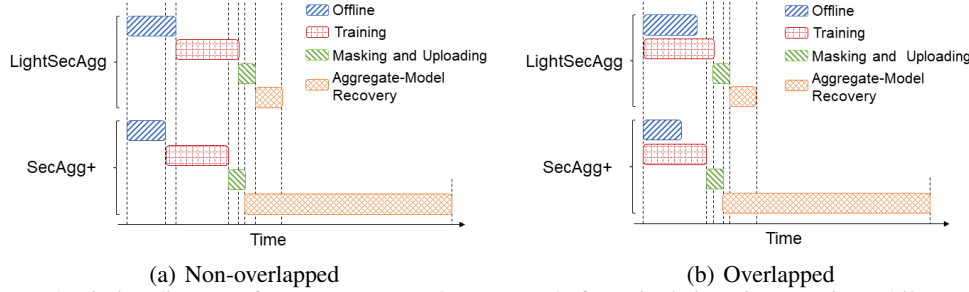 LightSecAgg
SecAgg+
Offline
Training
Masking and Uploading
Aggregate-Model
Recovery
Time
(a) Non-overlapped
LightSecAgg
SecAgg+
Offline
Training
Masking and Uploading
Aggregate-Model
Recovery
Time
(b) Overlapped